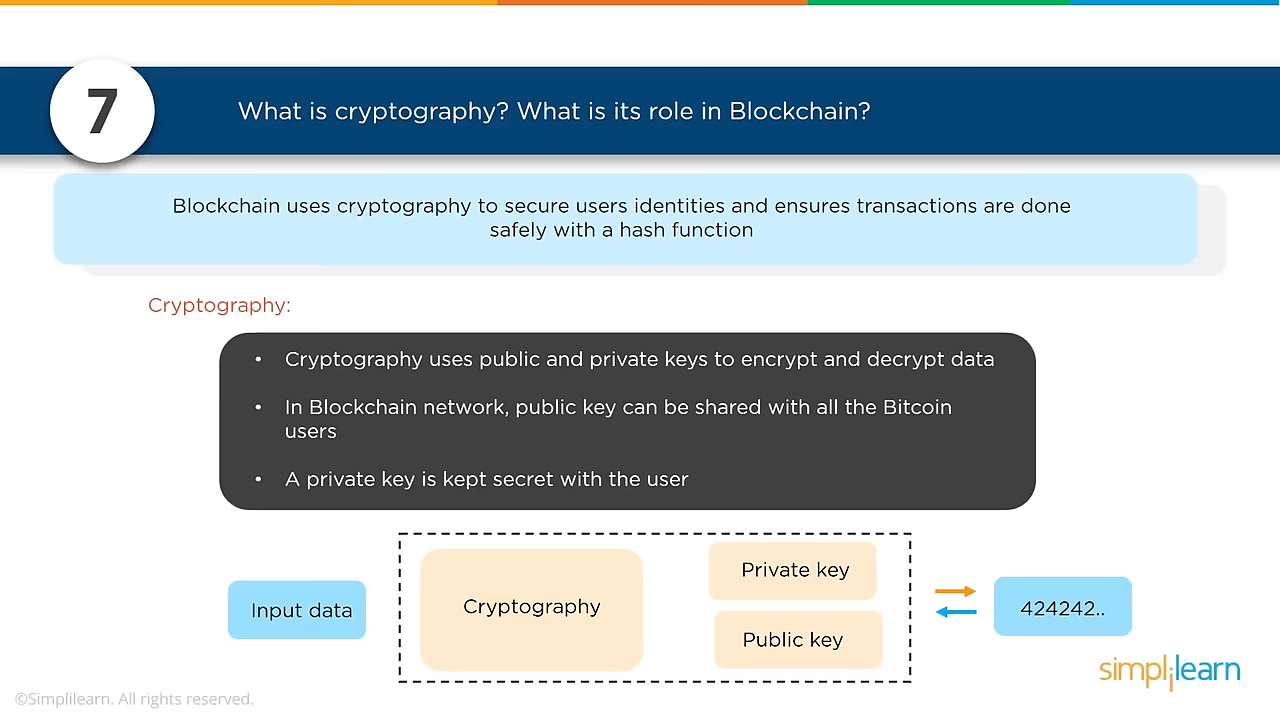 7
What is cryptography? What is its role in Blockchain?
Blockchain uses cryptography to secure users identities and ensures transactions are done
safely with a hash function
Cryptography:
• Cryptography uses public and private keys to encrypt and decrypt data
• In Blockchain network, public key can be shared with all the Bitcoin
users
• A private key is kept secret with the user
Input data
Cryptography
Private key
Public key
424242..
simplilearn
©Simplilearn. All rights reserved.